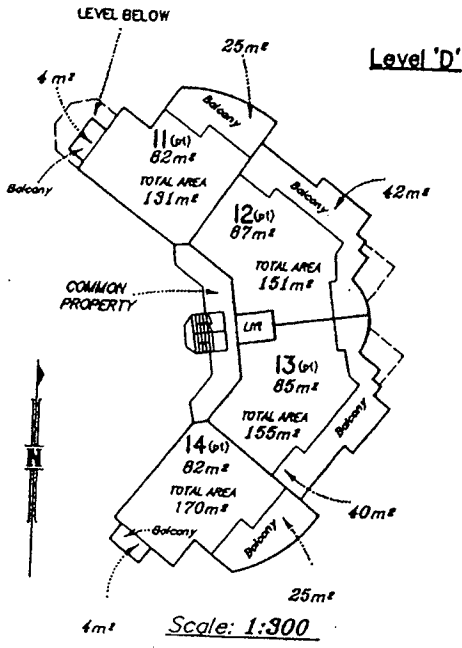 LEVEL BELOW
25m²
Level 'D'
4m²
Balcony
11(pt)
82m²
TOTAL AREA
131m²
Balcony
Balcony
42m²
12(pt)
87m²
TOTAL AREA
151m²
COMMON
PROPERTY
Lift
13(pt)
85m²
TOTAL AREA
155m²
Balcony
14(pt)
82m²
TOTAL AREA
170m²
N
40m²
Balcony
Balcony
25m²
4m²
Scale: 1:300